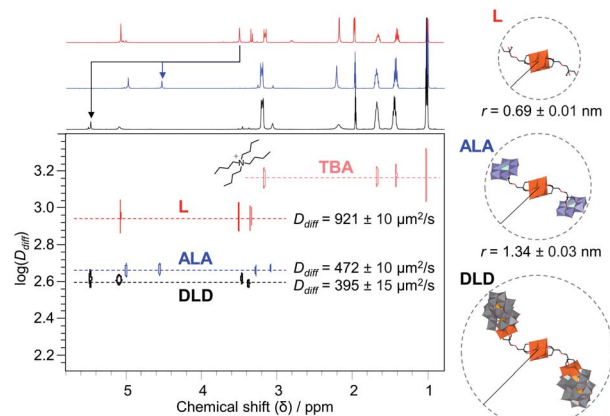 L
r = 0.69 ± 0.01 nm
ALA
r = 1.34 ± 0.03 nm
DLD
3.2
3.0
2.8
2.6
2.4
2.2
log(D_diff)
N
+
TBA
L
D_diff = 921 ± 10 µm²/s
ALA
D_diff = 472 ± 10 µm²/s
DLD
D_diff = 395 ± 15 µm²/s
5 4 3 2 1
Chemical shift (δ) / ppm